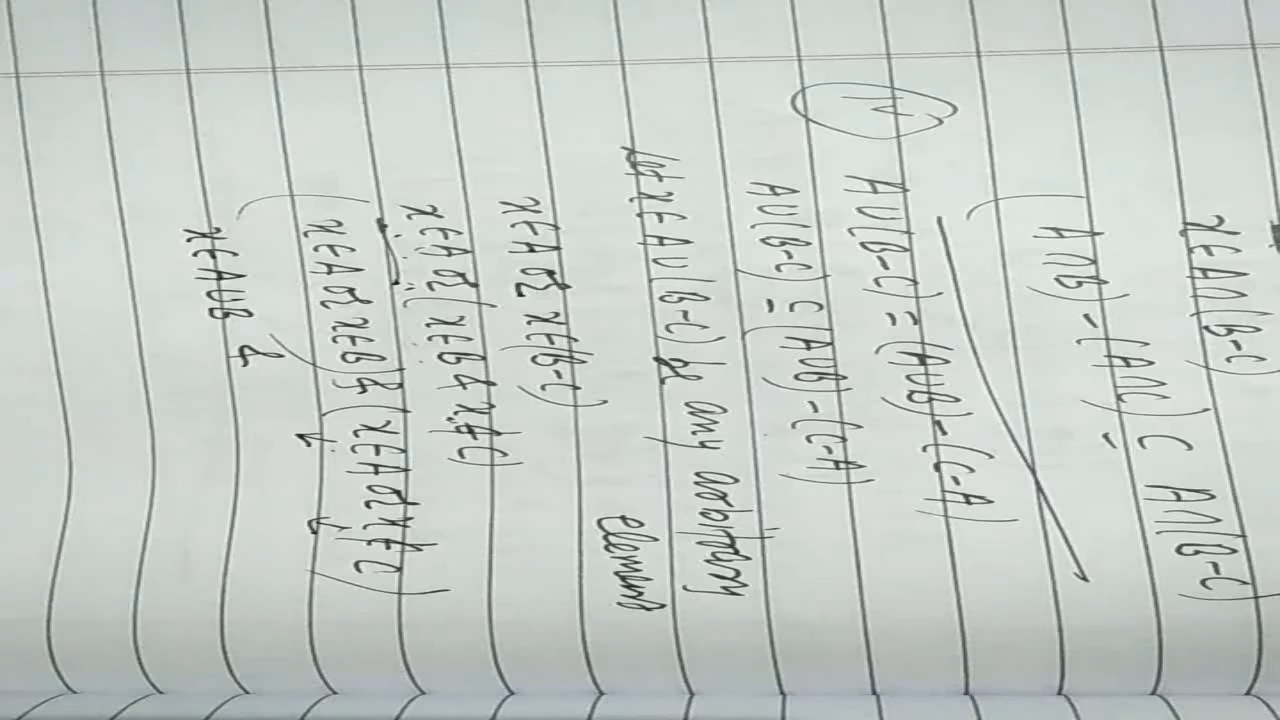 x∈A∩(B-C)
(A∩B)-(A∩C) ⊆ A∩(B-C)
IV A∪(B-C) = (A∪B)-(C-A)
A∪(B-C) ⊆ (A∪B)-(C-A)
let x∈A∪(B-C) be any arbitrary
element
x∈A or x∈(B-C)
x∈A or (x∈B & x∉C)
(x∈A or x∈B) & (x∈A or x∉C)
x∈A∪B &